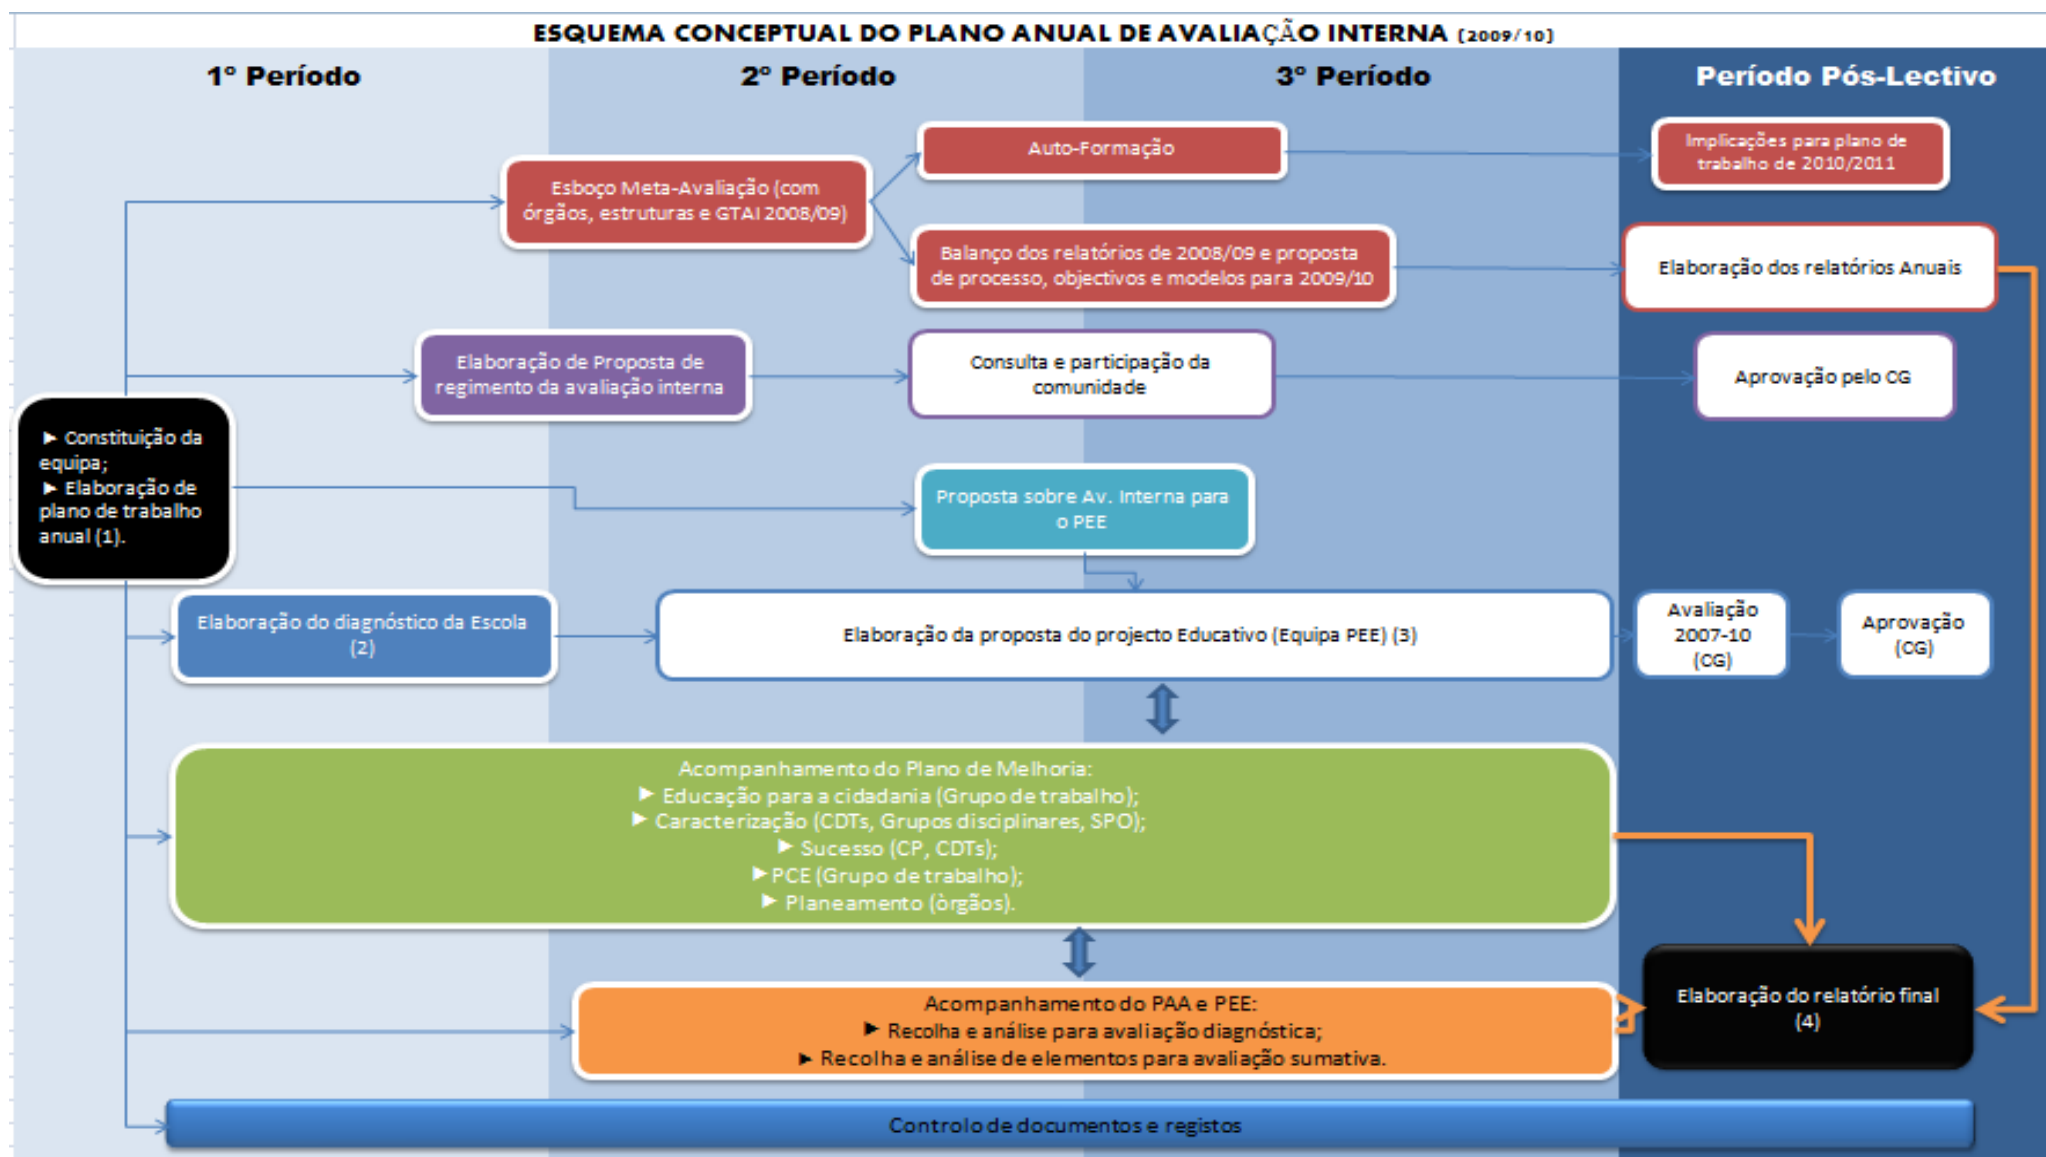 ESQUEMA CONCEPTUAL DO PLANO ANUAL DE AVALIAÇÃO INTERNA (2009/10)
1º Período
2º Período
3º Período
Período Pós-Lectivo
Auto-Formação
Implicações para plano de
trabalho de 2010/2011
Esboço Meta-Avaliação (com
órgãos, estruturas e GTAI 2008/09)
Balanço dos relatórios de 2008/09 e proposta
de processo, objectivos e modelos para 2009/10
Elaboração dos relatórios Anuais
Elaboração de Proposta de
regimento da avaliação interna
Consulta e participação da
comunidade
Aprovação pelo CG
► Constituição da
equipa;
► Elaboração de
plano de trabalho
anual (1).
Proposta sobre Av. Interna para
o PEE
Elaboração do diagnóstico da Escola
(2)
Elaboração da proposta do projecto Educativo (Equipa PEE) (3)
Avaliação
2007-10
(CG)
Aprovação
(CG)
Acompanhamento do Plano de Melhoria:
► Educação para a cidadania (Grupo de trabalho);
► Caracterização (CDTs, Grupos disciplinares, SPO);
► Sucesso (CP, CDTs);
► PCE (Grupo de trabalho);
► Planeamento (òrgãos).
Acompanhamento do PAA e PEE:
► Recolha e análise para avaliação diagnóstica;
► Recolha e análise de elementos para avaliação sumativa.
Elaboração do relatório final
(4)
Controlo de documentos e registos